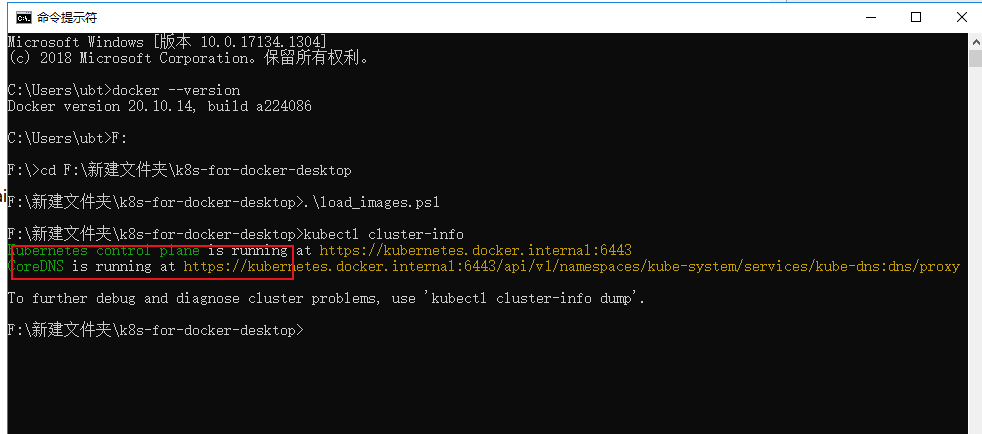 命令提示符
Microsoft Windows [版本 10.0.17134.1304]
(c) 2018 Microsoft Corporation。保留所有权利。
C:\Users\ubt>docker --version
Docker version 20.10.14, build a224086
C:\Users\ubt>F:
F:\>cd F:\新建文件夹\k8s-for-docker-desktop
F:\新建文件夹\k8s-for-docker-desktop>.\load_images.ps1
F:\新建文件夹\k8s-for-docker-desktop>kubectl cluster-info
Kubernetes control plane is running at https://kubernetes.docker.internal:6443
CoreDNS is running at https://kubernetes.docker.internal:6443/api/v1/namespaces/kube-system/services/kube-dns:dns/proxy
To further debug and diagnose cluster problems, use 'kubectl cluster-info dump'.
F:\新建文件夹\k8s-for-docker-desktop>